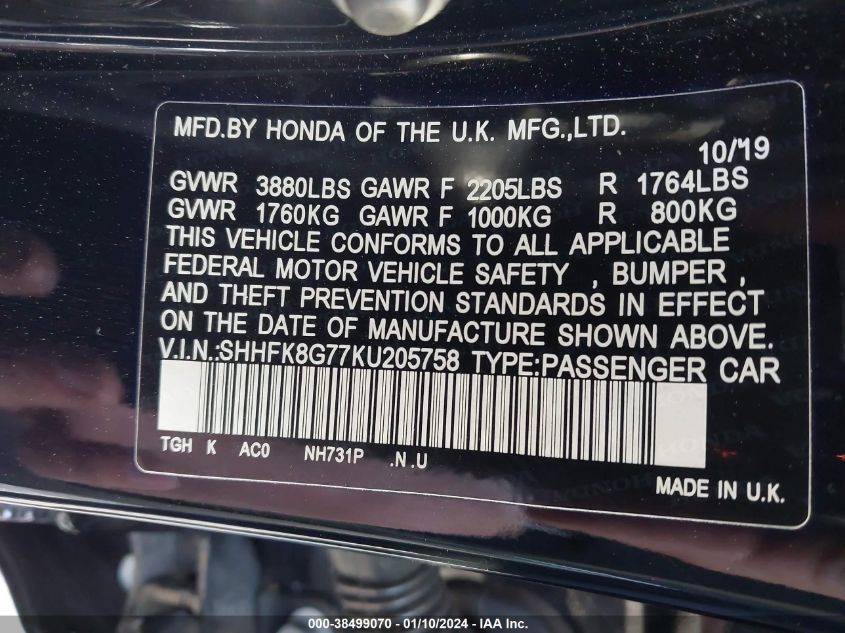 MFD.BY HONDA OF THE U.K. MFG.,LTD.
10/19
GVWR 3880LBS GAWR F 2205LBS R 1764LBS
GVWR 1760KG GAWR F 1000KG R 800KG
THIS VEHICLE CONFORMS TO ALL APPLICABLE
FEDERAL MOTOR VEHICLE SAFETY , BUMPER ,
AND THEFT PREVENTION STANDARDS IN EFFECT
ON THE DATE OF MANUFACTURE SHOWN ABOVE.
V.I.N.:SHHFK8G77KU205758 TYPE:PASSENGER CAR
TGH K AC0 NH731P .N .U
MADE IN U.K.
000-38499070 / 01/10/2024 / IAA Inc.